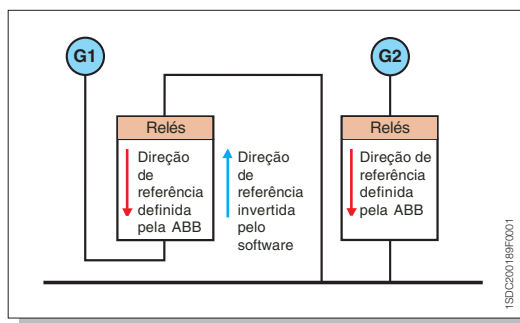 G1
G2
Relés
Direção
de
referência
definida
pela ABB
Direção
de
referência
invertida
pelo
software
Relés
Direção de
referência
definida
pela ABB
1SDC200189F0001